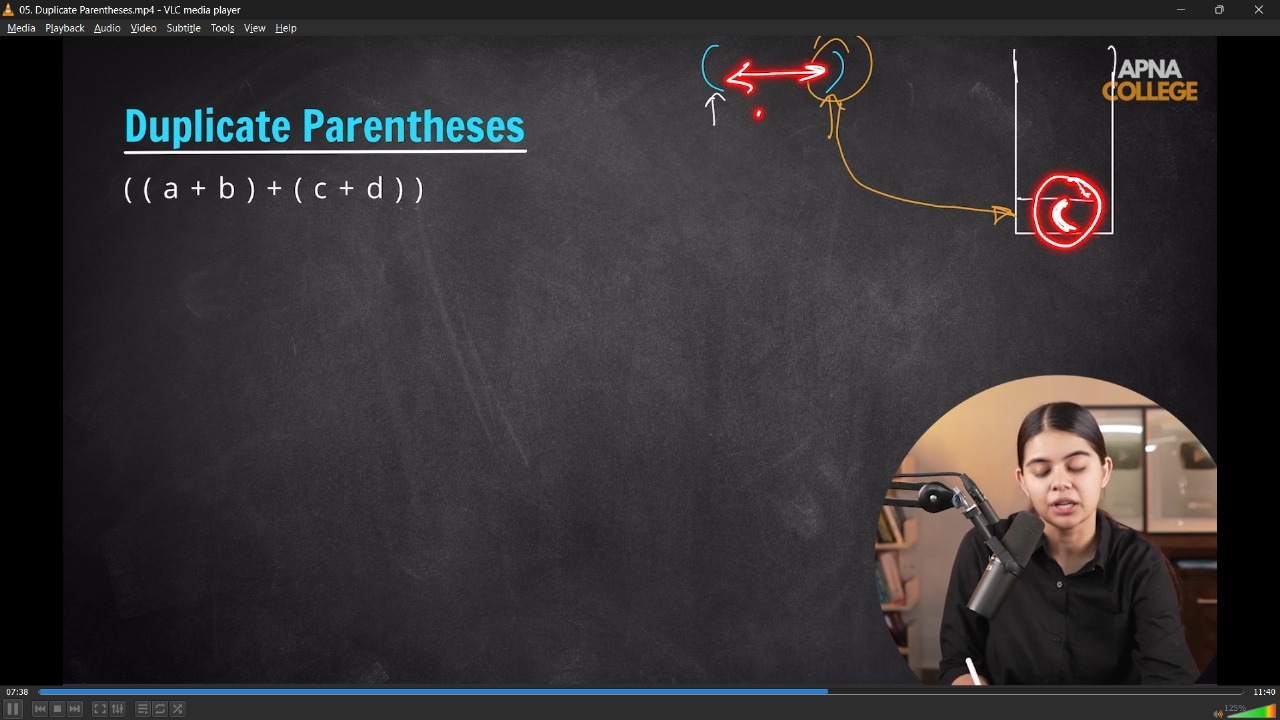 05. Duplicate Parentheses.mp4 - VLC media player
Media Playback Audio Video Subtitle Tools View Help
APNA
COLLEGE
( )
Duplicate Parentheses
( ( a + b ) + ( c + d ) )
(
07:38
11:40
125%